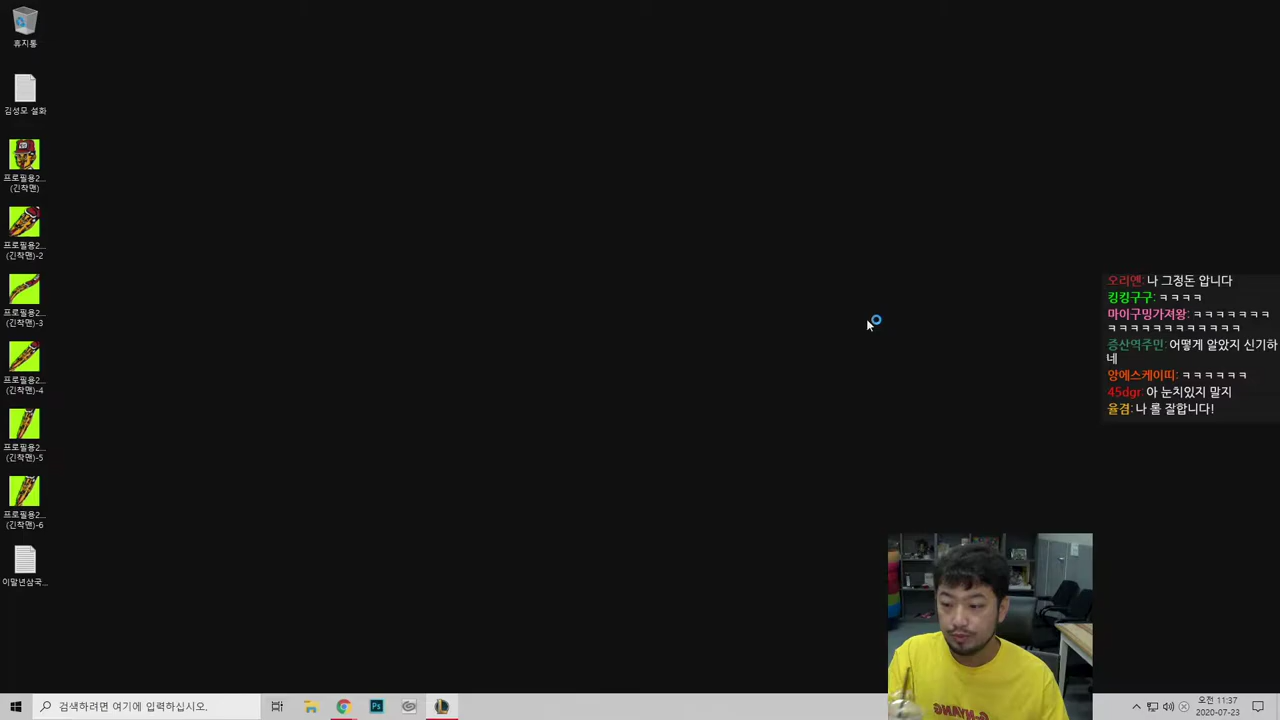 휴지통
김성모 설화
프로필용2...
(긴착맨)
프로필용2...
(긴착맨)-2
프로필용2...
(긴착맨)-3
프로필용2...
(긴착맨)-4
프로필용2...
(긴착맨)-5
프로필용2...
(긴착맨)-6
이말년삼국...
오리엔: 나 그정돈 압니다
킹킹구구: ㅋㅋㅋㅋ
마이구밍가져왕: ㅋㅋㅋㅋㅋㅋㅋ
ㅋㅋㅋㅋㅋㅋㅋㅋㅋㅋㅋㅋ
증산역주민: 어떻게 알았지 신기하
네
앙에스케이띠: ㅋㅋㅋㅋㅋㅋ
45dgr: 아 눈치있지 말지
율겸: 나 롤 잘합니다!
검색하려면 여기에 입력하십시오.
Ps
오전 11:37
2020-07-23